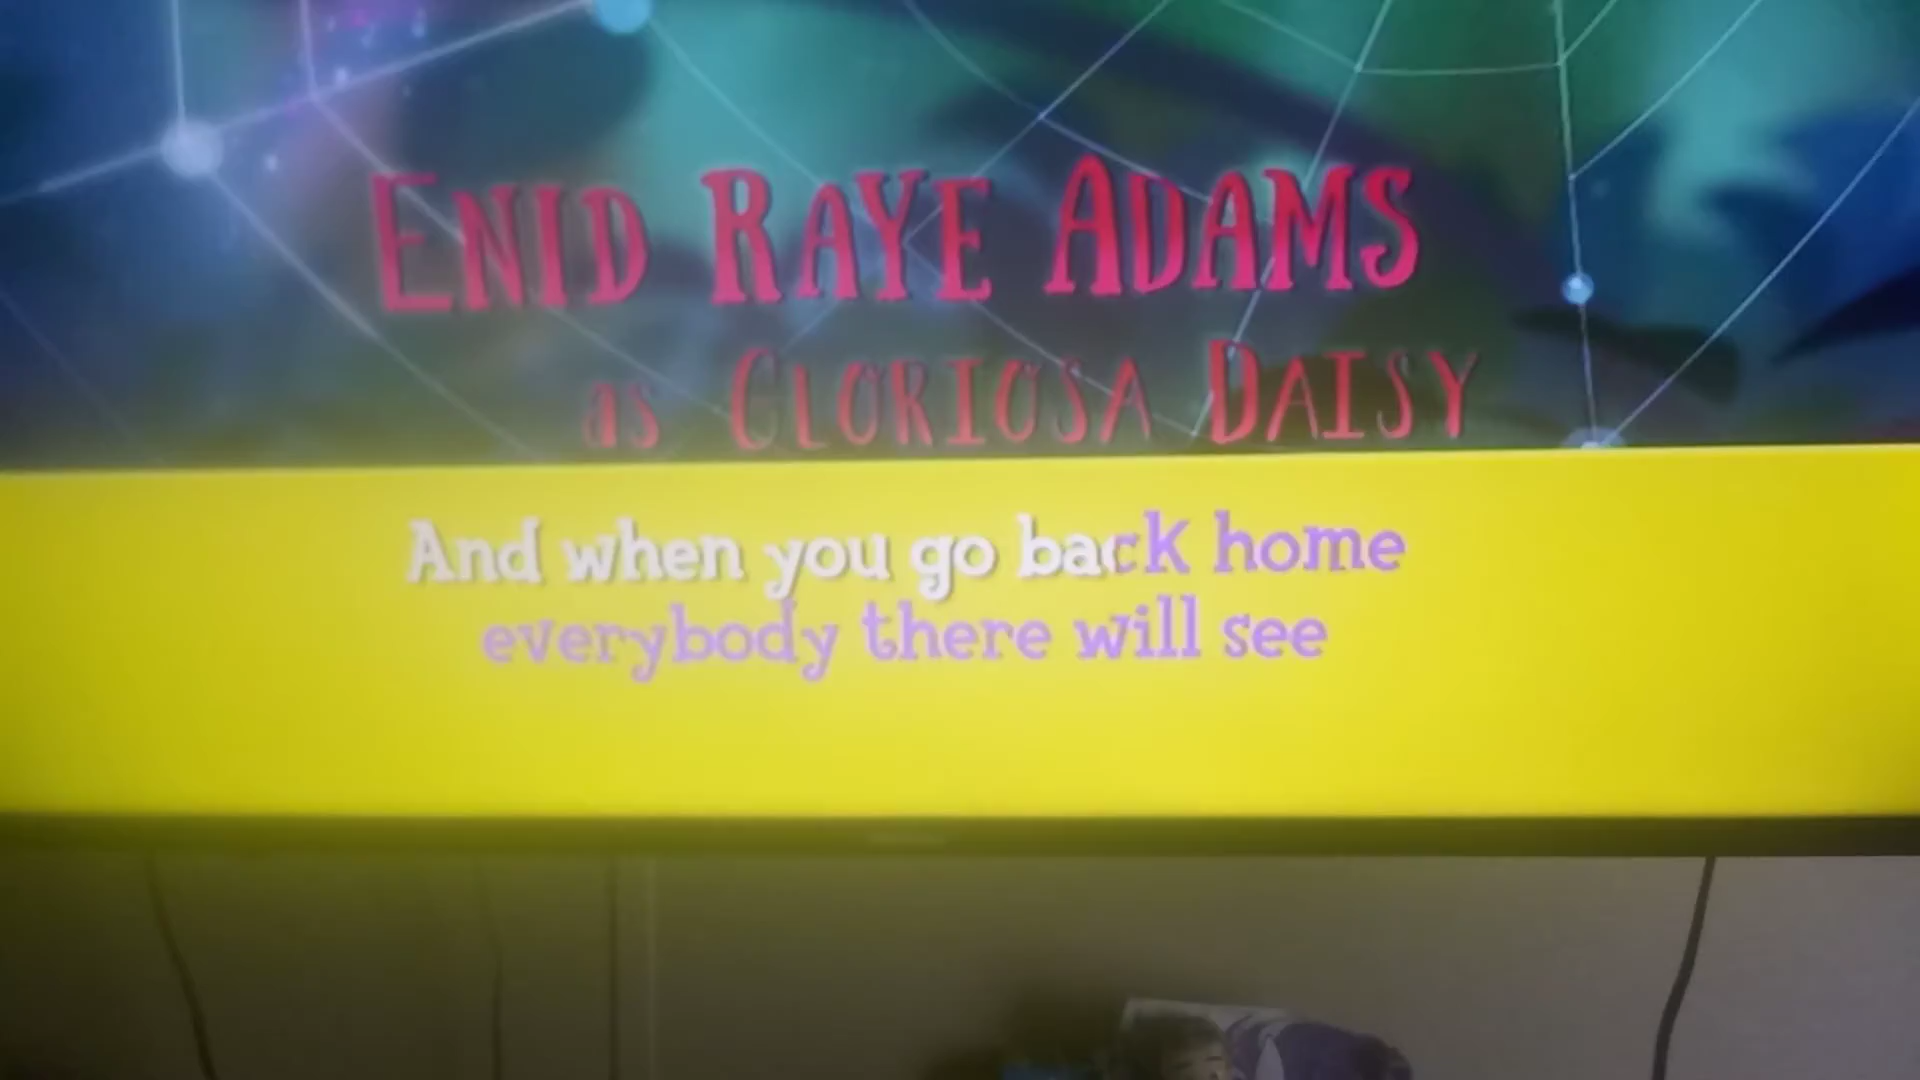 ENID RAYE ADAMS
as GLORIOSA DAISY
And when you go back home
everybody there will see